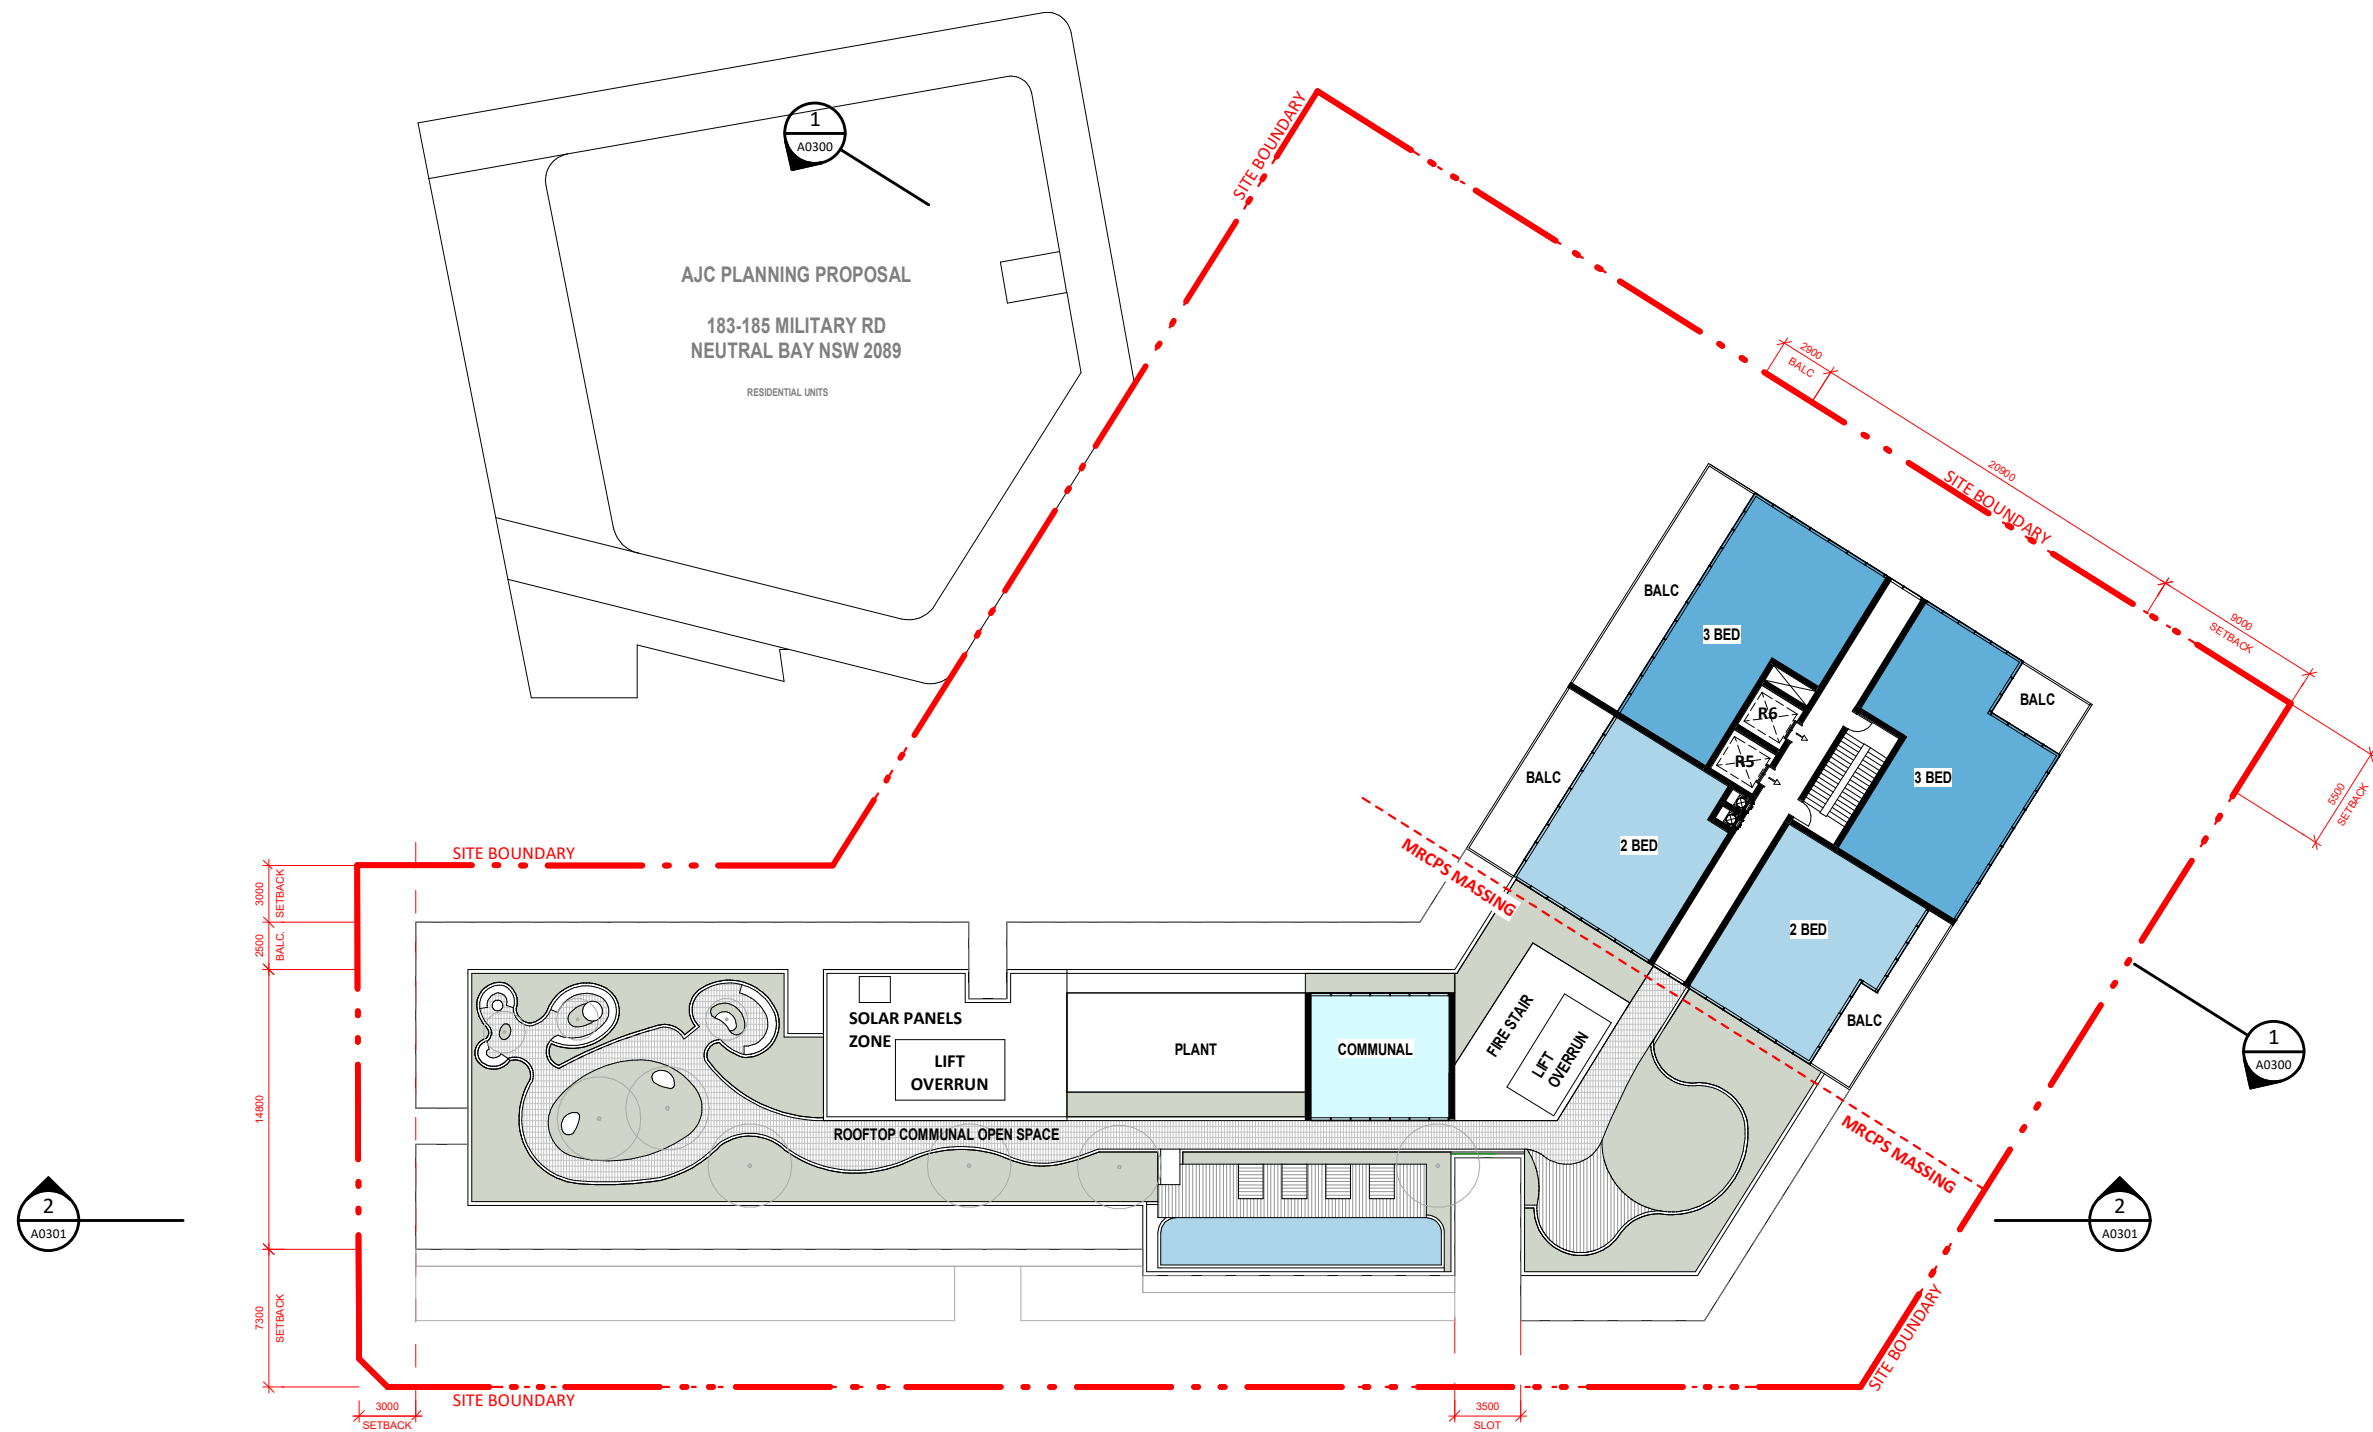 1
A0300
SITE BOUNDARY
AJC PLANNING PROPOSAL
183-185 MILITARY RD
NEUTRAL BAY NSW 2089
RESIDENTIAL UNITS
2900
BALC
20900
SITE BOUNDARY
9000
SETBACK
5500
SETBACK
BALC
3 BED
BALC
R6
R5
3 BED
BALC
2 BED
2 BED
BALC
MRCPS MASSING
MRCPS MASSING
SITE BOUNDARY
3000
SETBACK
2500
BALC.
14800
7300
SETBACK
SOLAR PANELS
ZONE
LIFT
OVERRUN
PLANT
COMMUNAL
FIRE STAIR
LIFT
OVERRUN
ROOFTOP COMMUNAL OPEN SPACE
1
A0300
2
A0301
2
A0301
SITE BOUNDARY
SITE BOUNDARY
3000
SETBACK
3500
SLOT